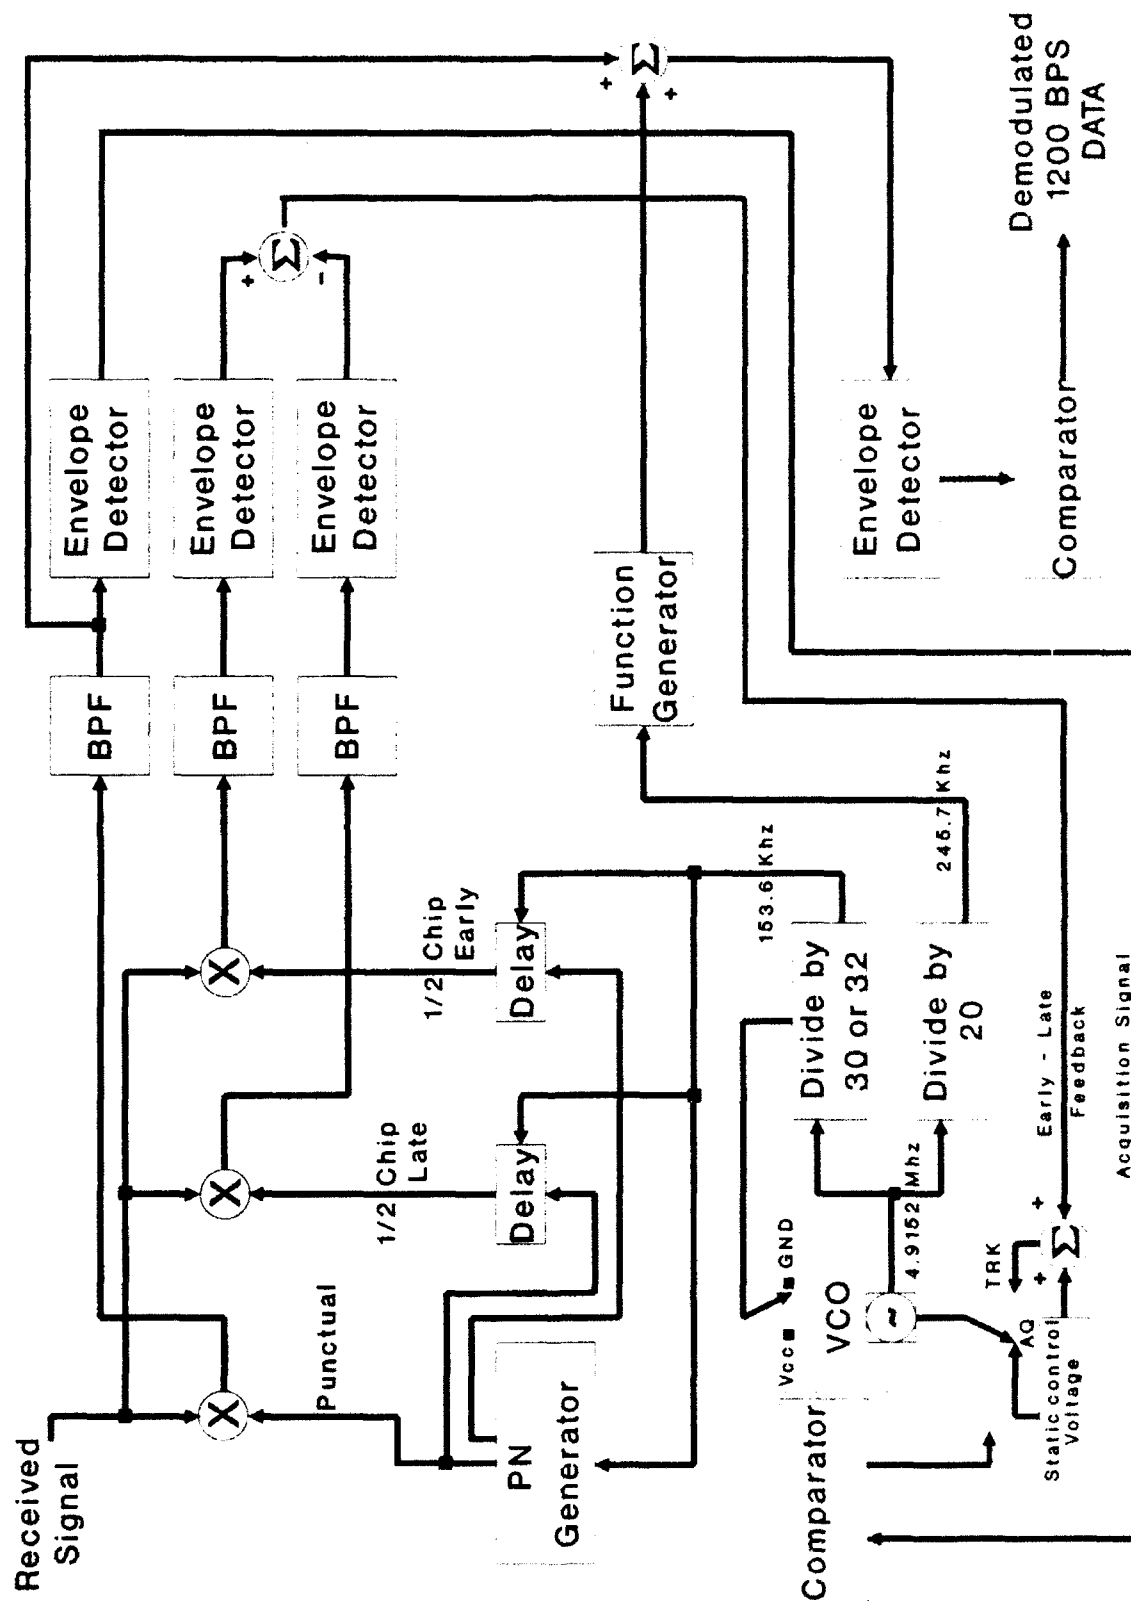 Received
Signal
BPF
Envelope
Detector
X
X
X
BPF
Envelope
Detector
+
Σ
-
BPF
Envelope
Detector
Punctual
1/2 Chip
Late
1/2 Chip
Early
PN
Generator
Delay
Delay
Function
Generator
+
Σ
+
153.6 Khz
Vcc
GND
Comparator
VCO
~
Divide by
30 or 32
4.9152 Mhz
Divide by
20
245.7 Khz
Envelope
Detector
TRK
AQ
+
Σ
+
Static control
Voltage
Early - Late
Feedback
Acquisition Signal
Comparator
Demodulated
1200 BPS
DATA